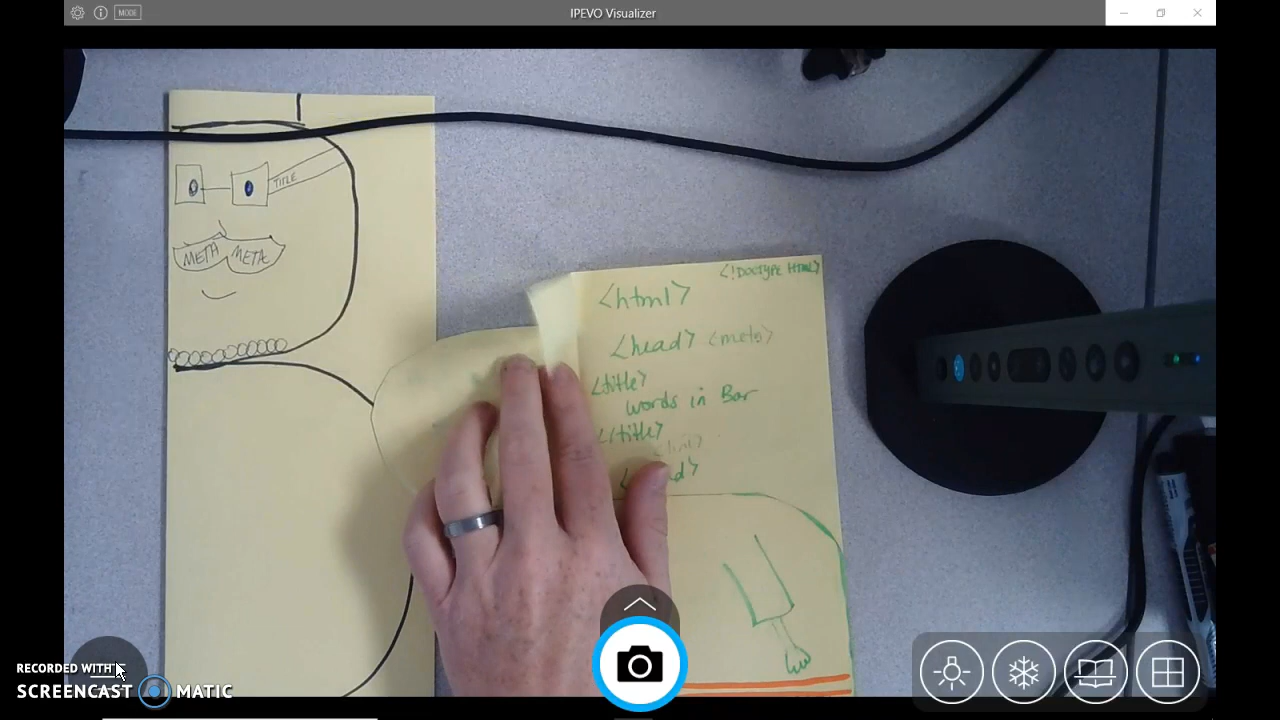 MODE
IPEVO Visualizer
TITLE
META META
<!DOCTYPE HTML>
<html>
<head> <meta>
<title>
words in Bar
</title>
RECORDED WITH
SCREENCAST MATIC